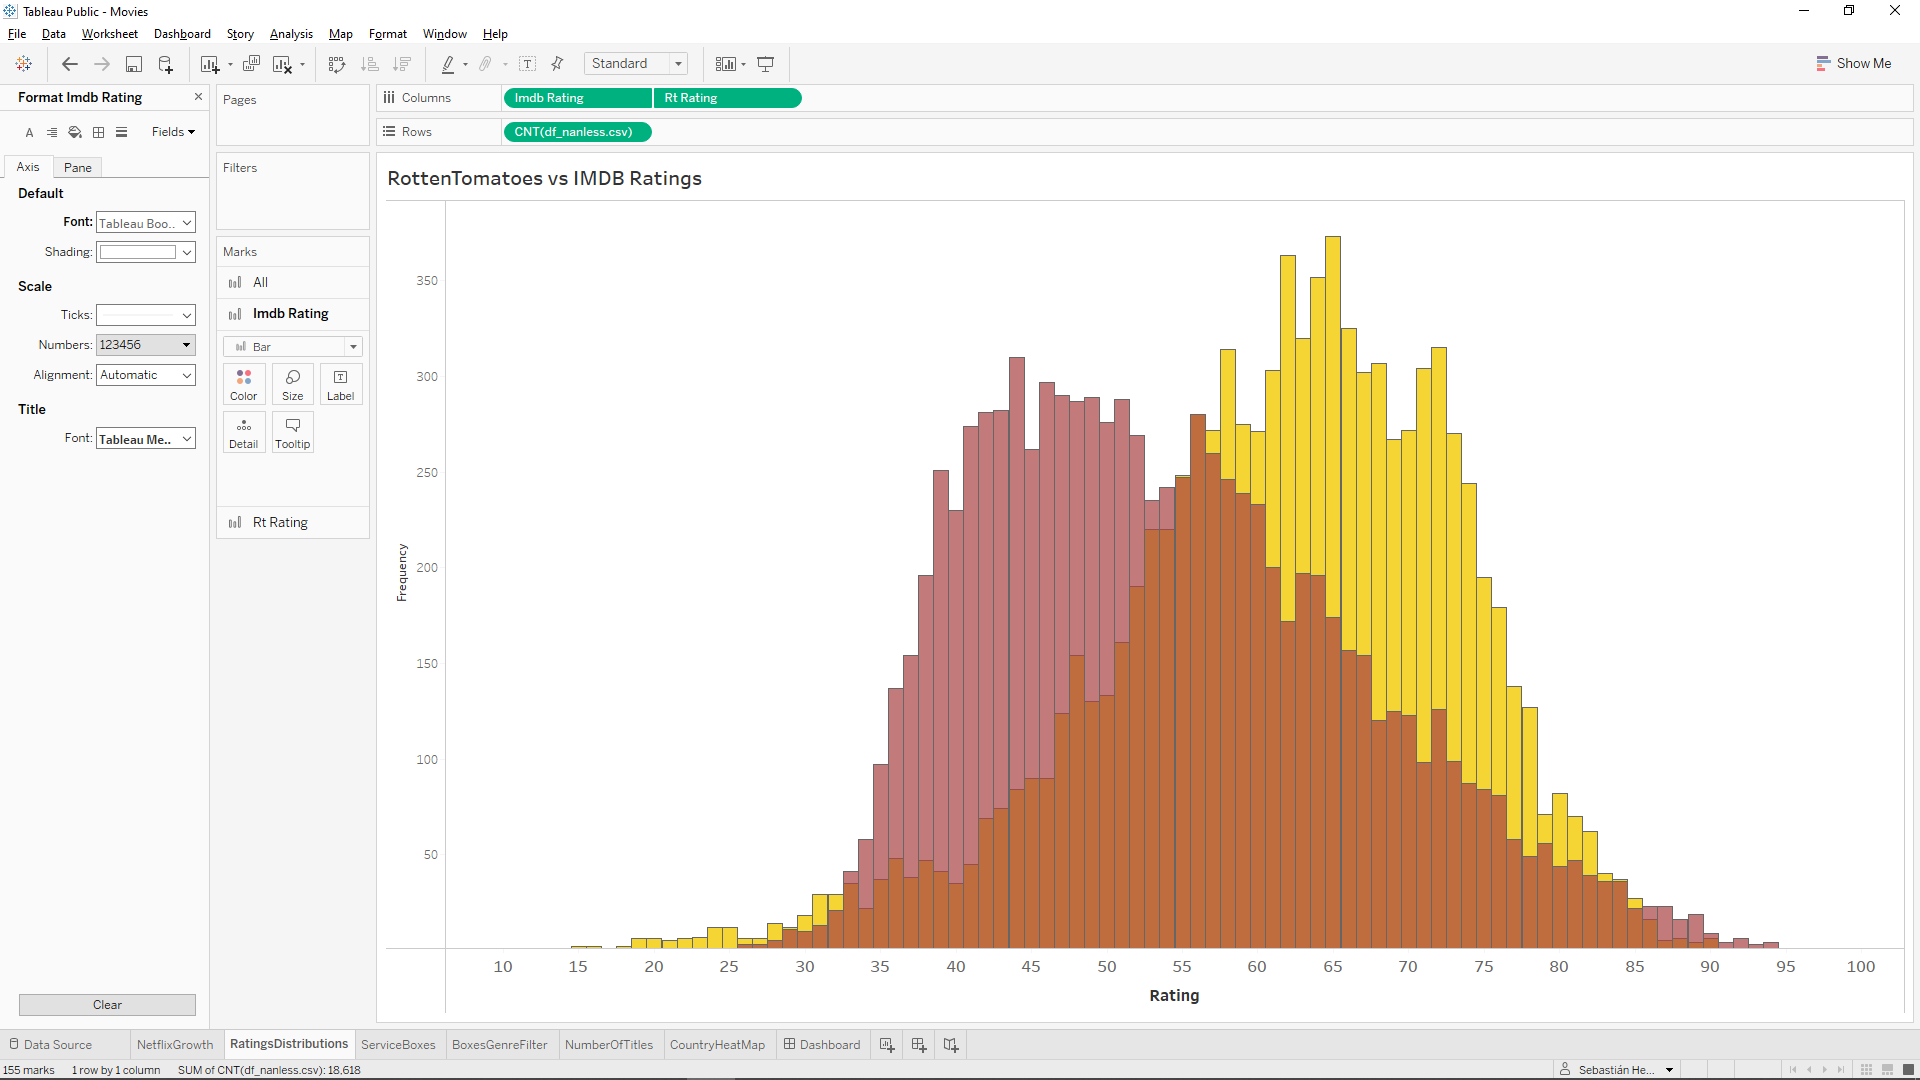 Tableau Public - Movies
File Data Worksheet Dashboard Story Analysis Map Format Window Help
Standard
Show Me
Format Imdb Rating
Fields
Axis Pane
Default
Font: Tableau Boo..
Shading:
Scale
Ticks:
Numbers: 123456
Alignment: Automatic
Title
Font: Tableau Me..
Clear
Pages
Filters
Marks
All
Imdb Rating
Bar
Color Size Label
Detail Tooltip
Rt Rating
Columns Imdb Rating Rt Rating
Rows CNT(df_nanless.csv)
RottenTomatoes vs IMDB Ratings
350
300
250
200
150
100
50
Frequency
10 15 20 25 30 35 40 45 50 55 60 65 70 75 80 85 90 95 100
Rating
Data Source NetflixGrowth RatingsDistributions ServiceBoxes BoxesGenreFilter NumberOfTitles CountryHeatMap Dashboard
155 marks 1 row by 1 column SUM of CNT(df_nanless.csv): 18,618 Sebastián He...